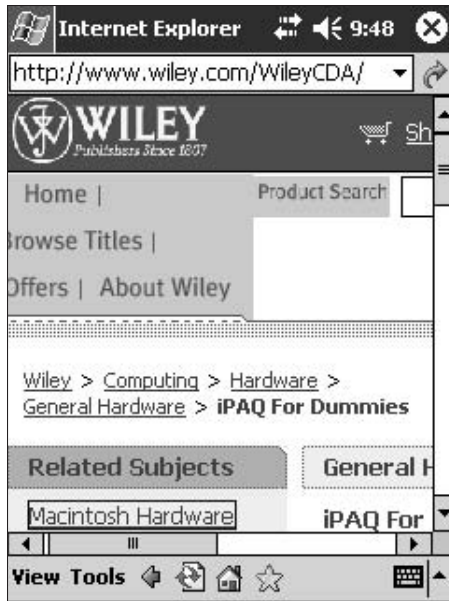 Internet Explorer 9:48
http://www.wiley.com/WileyCDA/
WILEY
Publishers Since 1807
Sh
Home |
Product Search
Browse Titles |
Offers | About Wiley
Wiley > Computing > Hardware >
General Hardware > iPAQ For Dummies
Related Subjects
General H
Macintosh Hardware
iPAQ For
View Tools